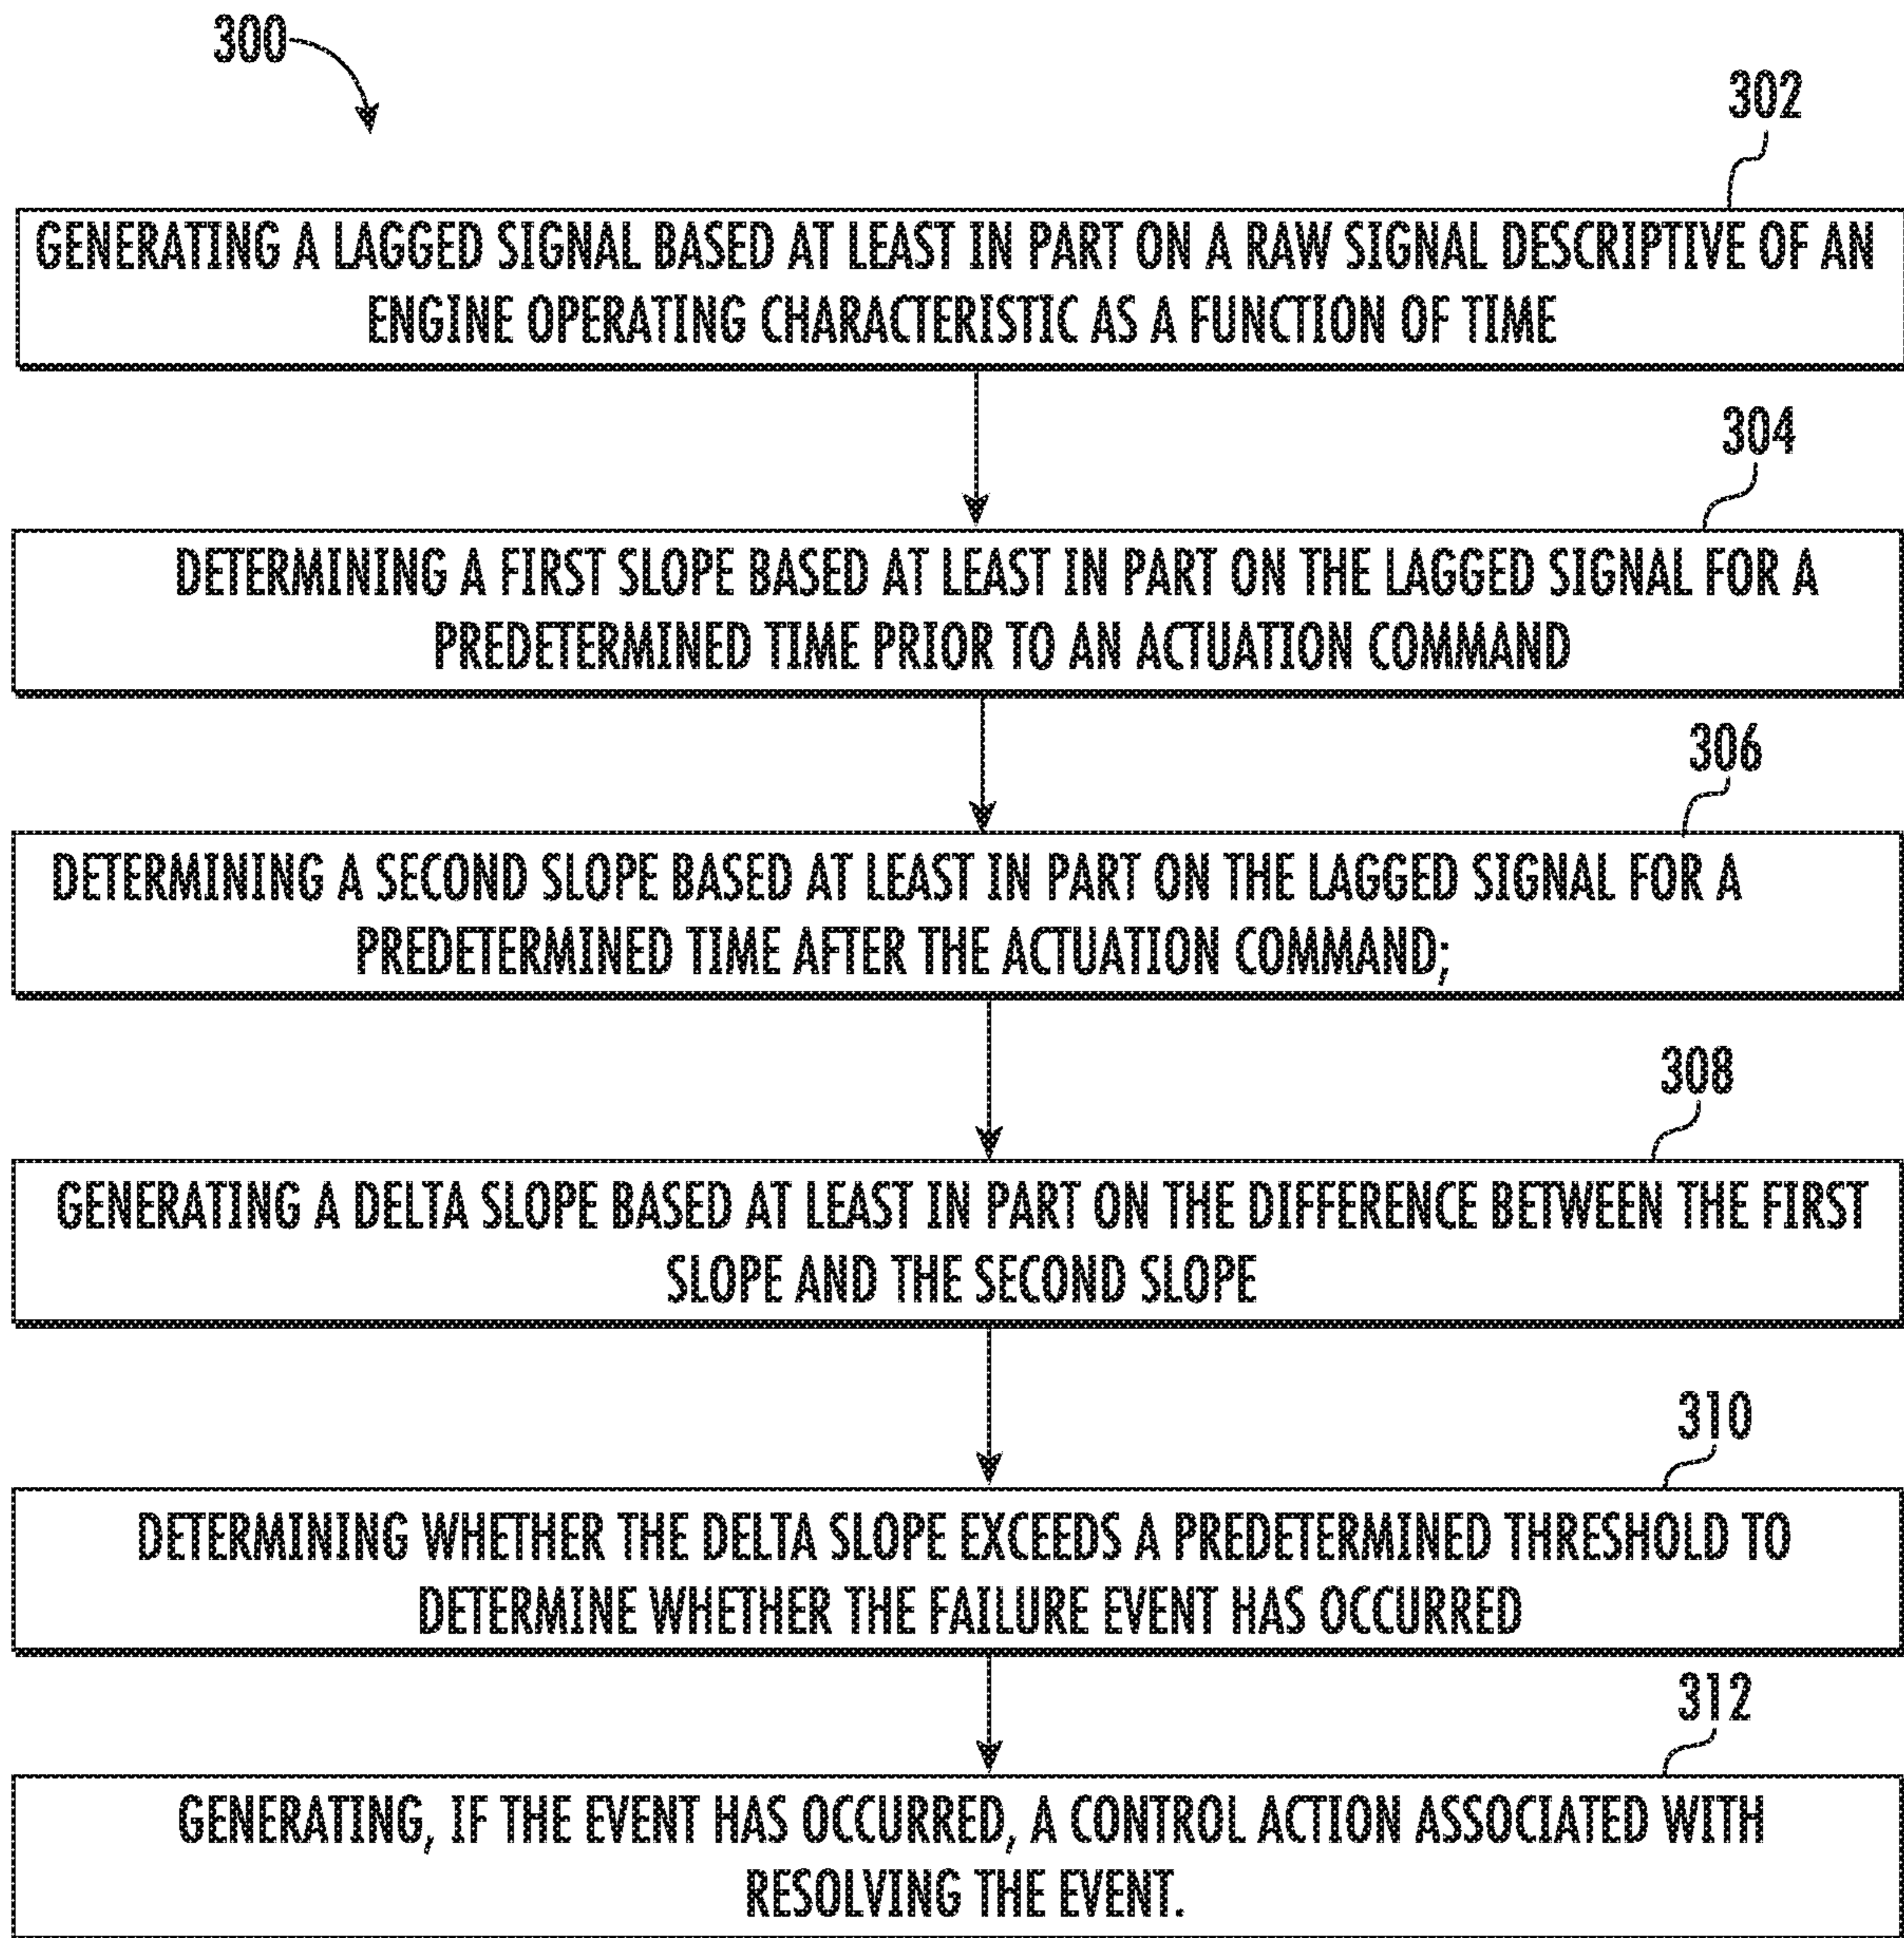 300
302
GENERATING A LAGGED SIGNAL BASED AT LEAST IN PART ON A RAW SIGNAL DESCRIPTIVE OF AN
ENGINE OPERATING CHARACTERISTIC AS A FUNCTION OF TIME
304
DETERMINING A FIRST SLOPE BASED AT LEAST IN PART ON THE LAGGED SIGNAL FOR A
PREDETERMINED TIME PRIOR TO AN ACTUATION COMMAND
306
DETERMINING A SECOND SLOPE BASED AT LEAST IN PART ON THE LAGGED SIGNAL FOR A
PREDETERMINED TIME AFTER THE ACTUATION COMMAND;
308
GENERATING A DELTA SLOPE BASED AT LEAST IN PART ON THE DIFFERENCE BETWEEN THE FIRST
SLOPE AND THE SECOND SLOPE
310
DETERMINING WHETHER THE DELTA SLOPE EXCEEDS A PREDETERMINED THRESHOLD TO
DETERMINE WHETHER THE FAILURE EVENT HAS OCCURRED
312
GENERATING, IF THE EVENT HAS OCCURRED, A CONTROL ACTION ASSOCIATED WITH
RESOLVING THE EVENT.